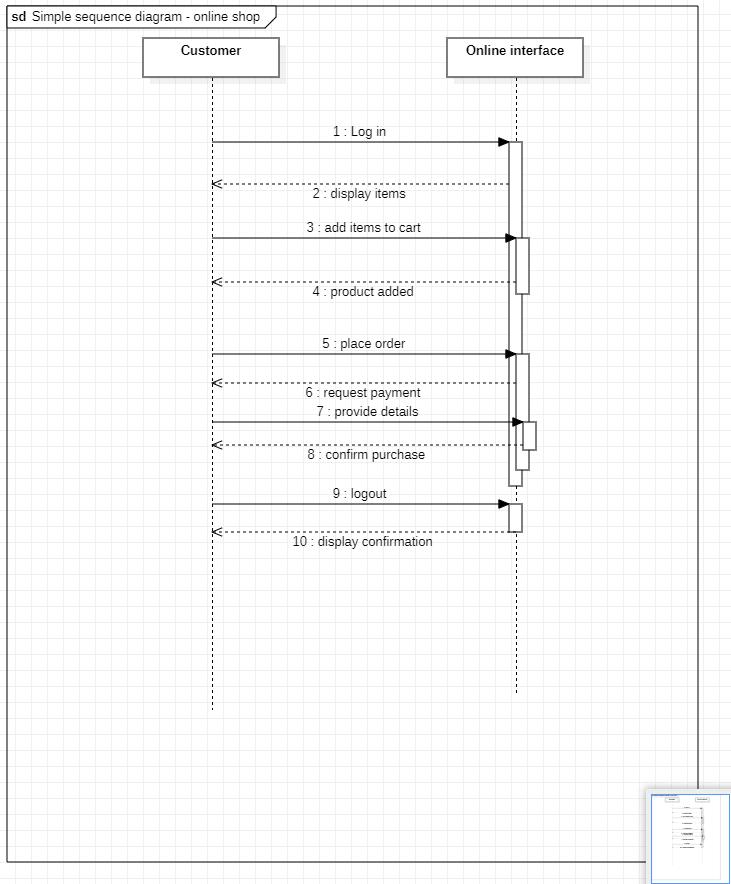 sd Simple sequence diagram - online shop
Customer
Online interface
1 : Log in
2 : display items
3 : add items to cart
4 : product added
5 : place order
6 : request payment
7 : provide details
8 : confirm purchase
9 : logout
10 : display confirmation